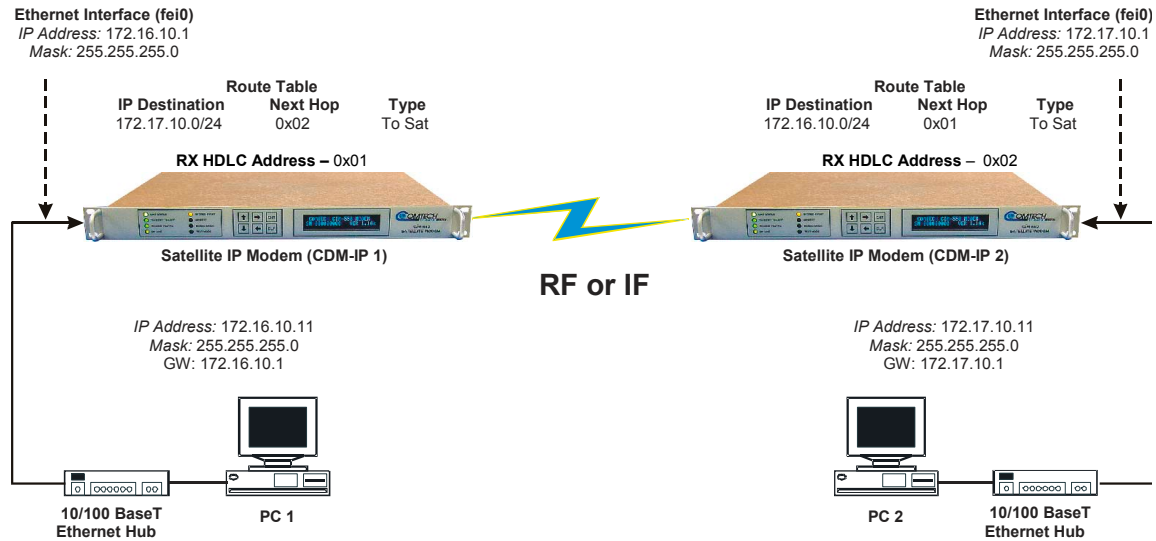 Ethernet Interface (fei0)
IP Address: 172.16.10.1
Mask: 255.255.255.0
Ethernet Interface (fei0)
IP Address: 172.17.10.1
Mask: 255.255.255.0
Route Table
IP Destination Next Hop Type
172.17.10.0/24 0x02 To Sat
Route Table
IP Destination Next Hop Type
172.16.10.0/24 0x01 To Sat
RX HDLC Address – 0x01
RX HDLC Address – 0x02
COMTECH
COMTECH
Satellite IP Modem (CDM-IP 1)
Satellite IP Modem (CDM-IP 2)
RF or IF
IP Address: 172.16.10.11
Mask: 255.255.255.0
GW: 172.16.10.1
IP Address: 172.17.10.11
Mask: 255.255.255.0
GW: 172.17.10.1
10/100 BaseT
Ethernet Hub
PC 1
PC 2
10/100 BaseT
Ethernet Hub